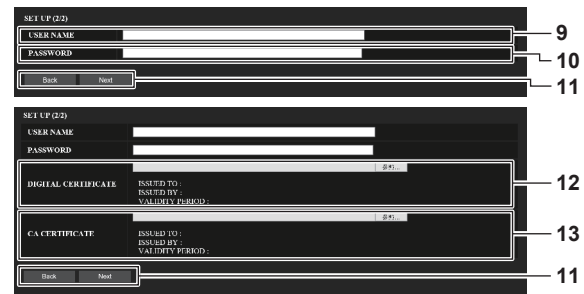 SET UP (2/2)
USER NAME
9
PASSWORD
10
Back Next
11
SET UP (2/2)
USER NAME
PASSWORD
参照...
DIGITAL CERTIFICATE
ISSUED TO :
ISSUED BY :
VALIDITY PERIOD :
12
参照...
CA CERTIFICATE
ISSUED TO :
ISSUED BY :
VALIDITY PERIOD :
13
Back Next
11